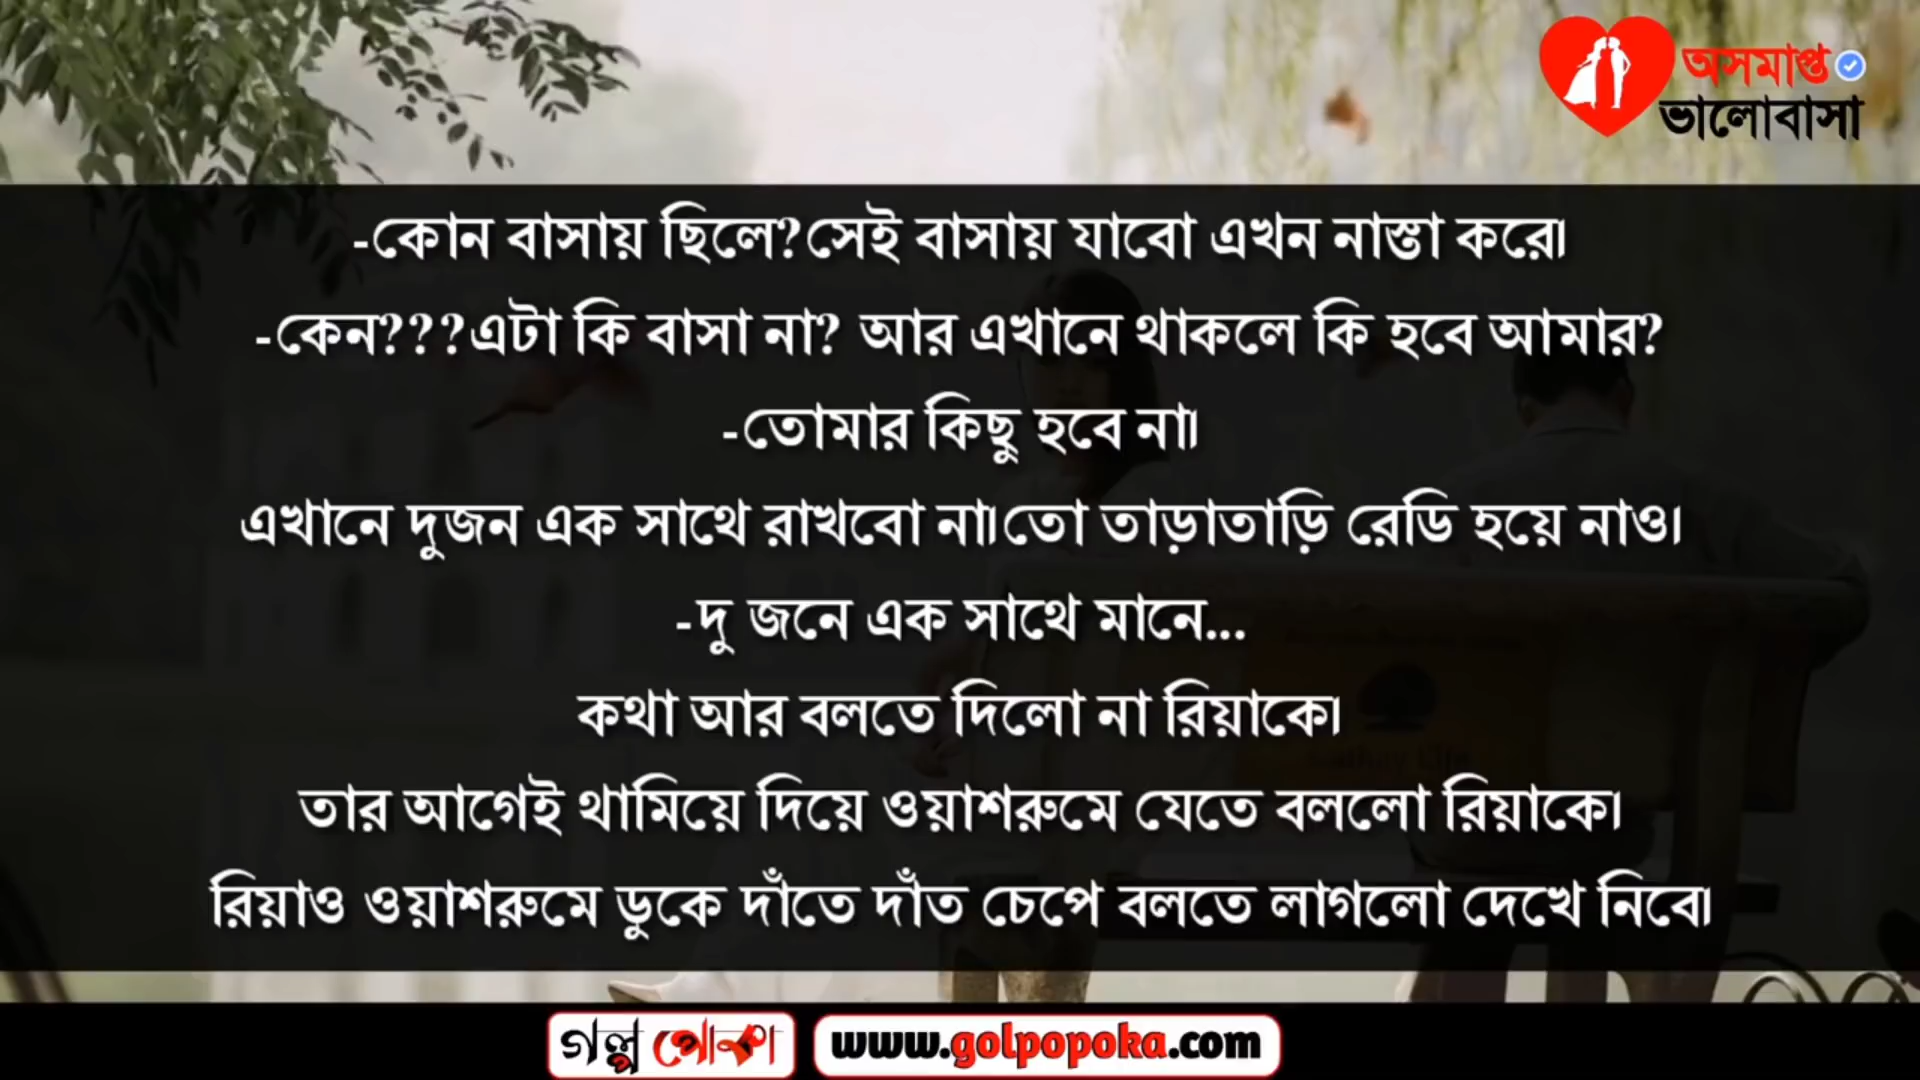 অসমাপ্ত
ভালোবাসা
-কোন বাসায় ছিলে?সেই বাসায় যাবো এখন নাস্তা করে।
-কেন???এটা কি বাসা না? আর এখানে থাকলে কি হবে আমার?
-তোমার কিছু হবে না।
এখানে দুজন এক সাথে রাখবো না।তো তাড়াতাড়ি রেডি হয়ে নাও।
-দু জনে এক সাথে মানে...
কথা আর বলতে দিলো না রিয়াকে।
তার আগেই থামিয়ে দিয়ে ওয়াশরুমে যেতে বললো রিয়াকে।
রিয়াও ওয়াশরুমে ডুকে দাঁতে দাঁত চেপে বলতে লাগলো দেখে নিবে।
গল্প পোকা www.golpopoka.com